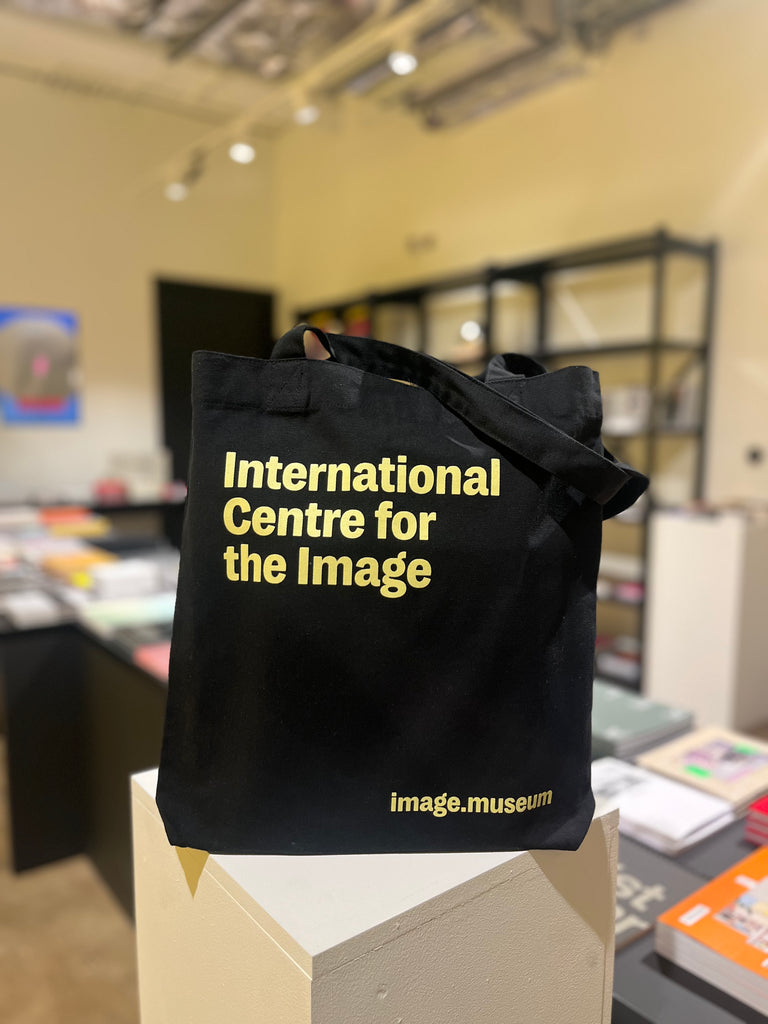 International
Centre for
the Image
image.museum